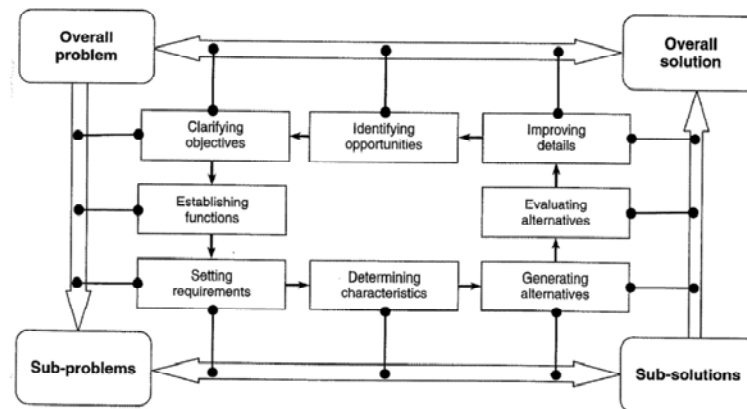 Overall
problem
Overall
solution
Clarifying
objectives
Identifying
opportunities
Improving
details
Establishing
functions
Evaluating
alternatives
Setting
requirements
Determining
characteristics
Generating
alternatives
Sub-problems
Sub-solutions